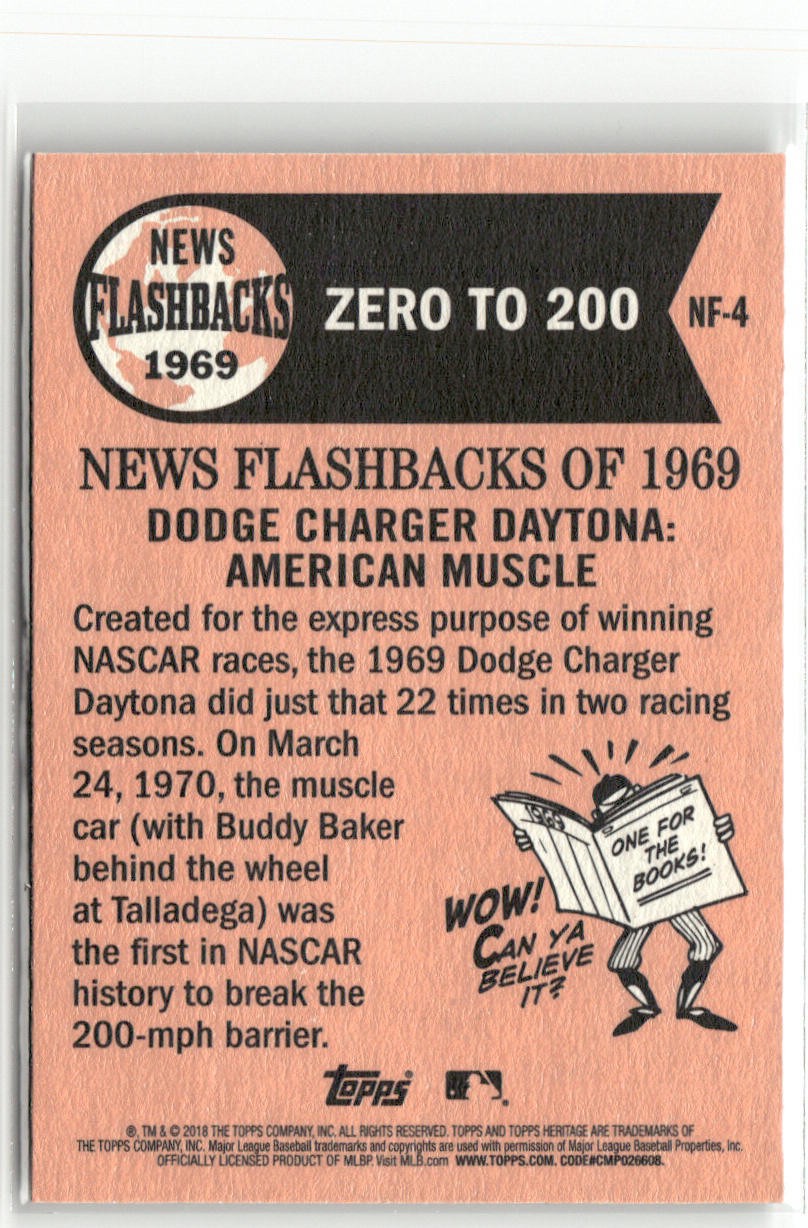 NEWS
FLASHBACKS
1969
ZERO TO 200
NF-4
NEWS FLASHBACKS OF 1969
DODGE CHARGER DAYTONA:
AMERICAN MUSCLE
Created for the express purpose of winning
NASCAR races, the 1969 Dodge Charger
Daytona did just that 22 times in two racing
seasons. On March
24, 1970, the muscle
car (with Buddy Baker
behind the wheel
at Talladega) was
the first in NASCAR
history to break the
200-mph barrier.
1969
ONE FOR
THE
BOOKS!
WOW!
CAN YA
BELIEVE
IT?
Topps
®, TM & © 2018 THE TOPPS COMPANY, INC. ALL RIGHTS RESERVED. TOPPS AND TOPPS HERITAGE ARE TRADEMARKS OF
THE TOPPS COMPANY, INC. Major League Baseball trademarks and copyrights are used with permission of Major League Baseball Properties, Inc.
OFFICIALLY LICENSED PRODUCT OF MLBP. Visit MLB.com WWW.TOPPS.COM. CODE#CMP026608.